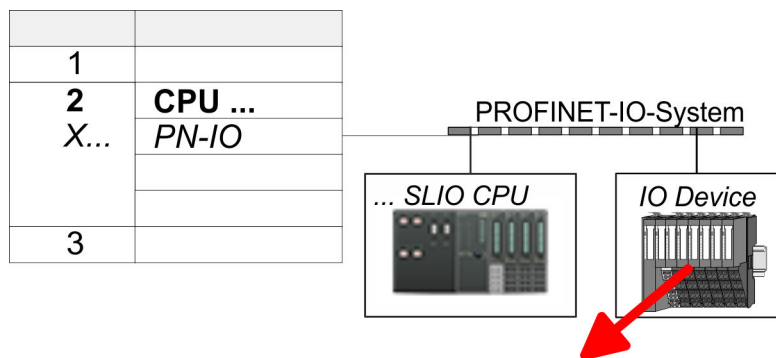 1
2 CPU ...
X... PN-IO
3
PROFINET-IO-System
... SLIO CPU
IO Device